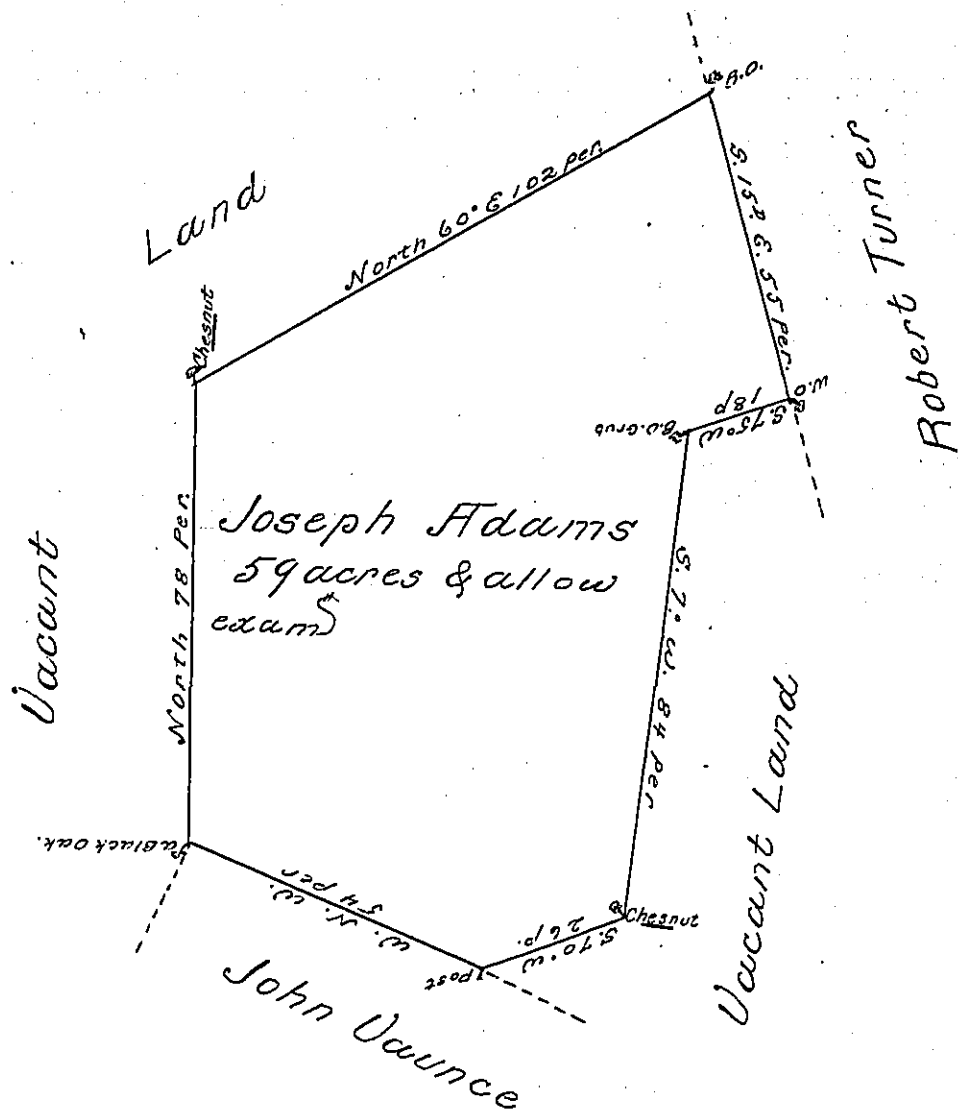 R.O.
Land
North 60° E 102 per.
S. 15° E. 55 Per.
Robert Turner
Chesnut
W.O.
S. 75° W
18p
B.O. Grub
North 78 Per.
Vacant
Joseph Adams
59 acres & allow
exam
S 7° W. 84 Per
Vacant Land
a Black Oak.
W. N. W.
54 per
Chesnut
S. 70° W
26 p.
Post
John Vaunce